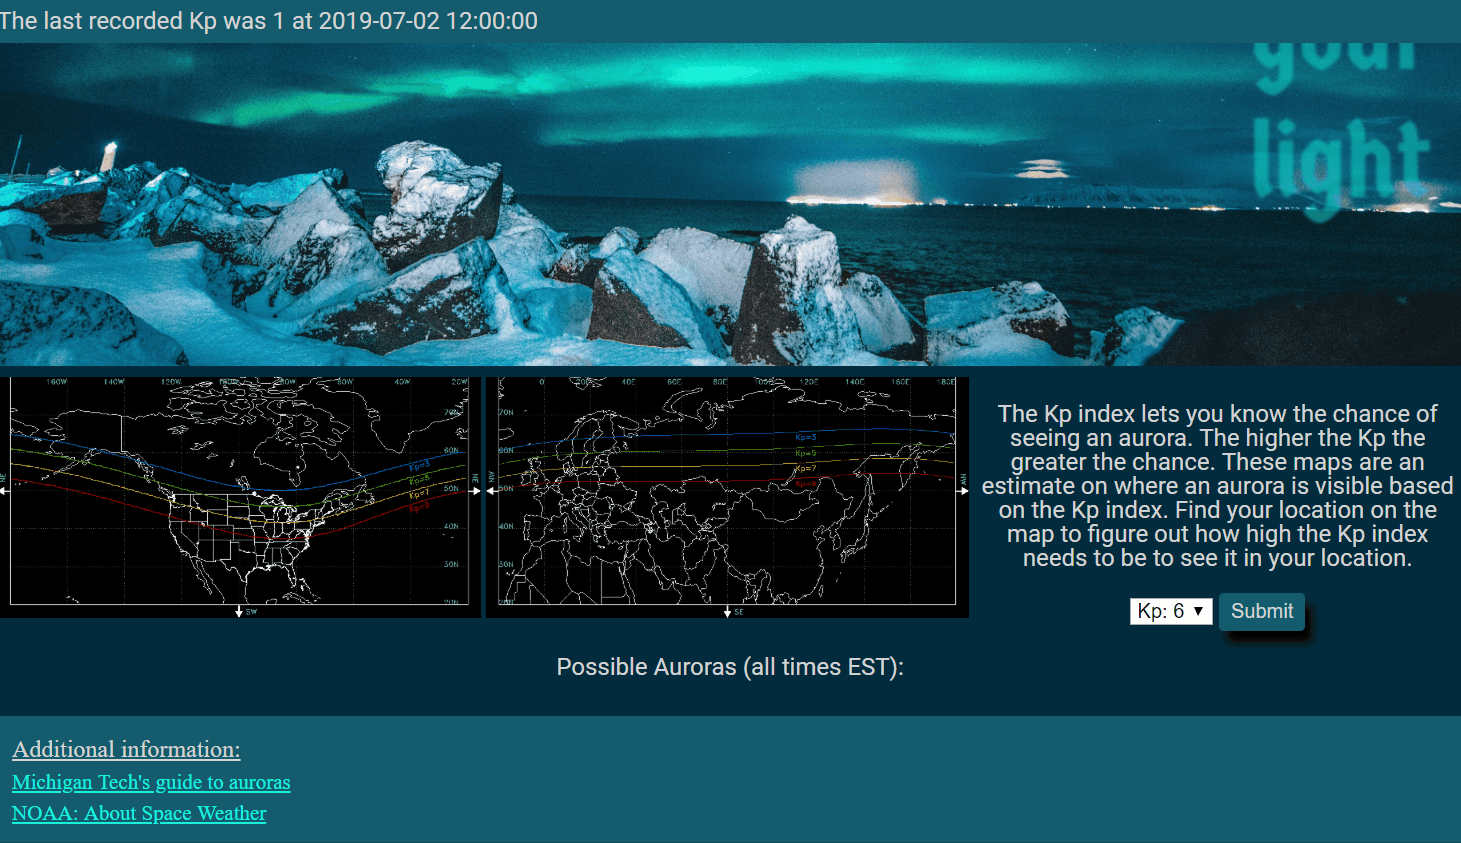 The last recorded Kp was 1 at 2019-07-02 12:00:00
your
light
160W 140W 120W 80W 60W 40W 20W
70N
60N
50N
40N
30N
20N
Kp=3
Kp=5
Kp=7
Kp=9
NE
SW
0 20E 40E 60E 80E 100E 120E 140E 160E 180E
70N
60N
50N
40N
30N
20N
Kp=3
Kp=5
Kp=7
NW
SE
The Kp index lets you know the chance of
seeing an aurora. The higher the Kp the
greater the chance. These maps are an
estimate on where an aurora is visible based
on the Kp index. Find your location on the
map to figure out how high the Kp index
needs to be to see it in your location.
Kp: 6 ▼ Submit
Possible Auroras (all times EST):
Additional information:
Michigan Tech's guide to auroras
NOAA: About Space Weather